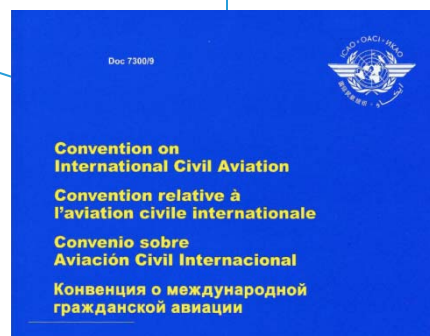 Doc 7300/9
ICAO · OACI · ИКАО
Convention on
International Civil Aviation
Convention relative à
l'aviation civile internationale
Convenio sobre
Aviación Civil Internacional
Конвенция о международной
гражданской авиации